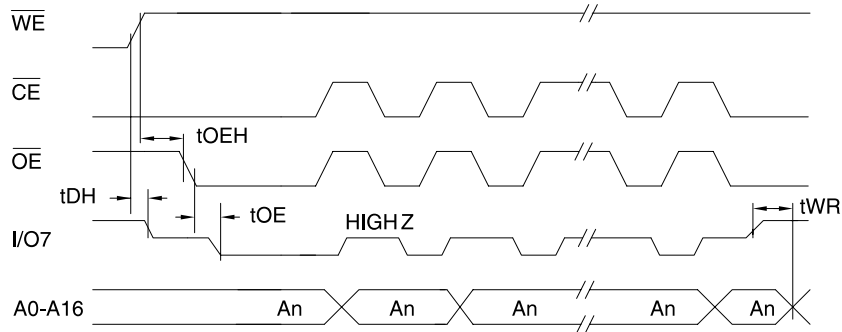 WE
CE
tOEH
OE
tDH
tOE
HIGH Z
tWR
I/O7
A0-A16 An An An An An